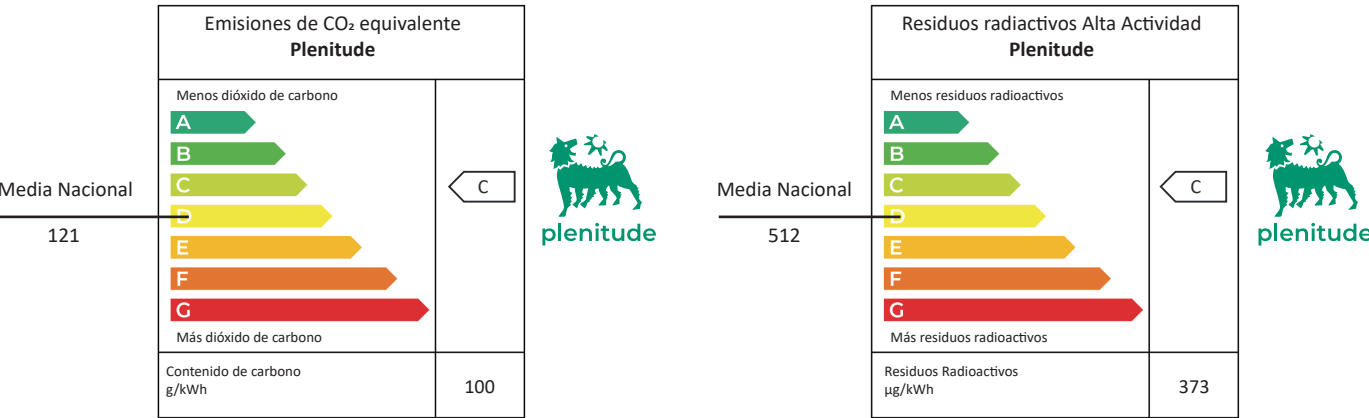 Emisiones de CO₂ equivalente
Plenitude
Menos dióxido de carbono
A
B
C
D
E
F
G
Más dióxido de carbono
Media Nacional
121
C
Contenido de carbono
g/kWh
100
plenitude
Residuos radiactivos Alta Actividad
Plenitude
Menos residuos radioactivos
A
B
C
D
E
F
G
Más residuos radioactivos
Media Nacional
512
C
Residuos Radioactivos
µg/kWh
373
plenitude